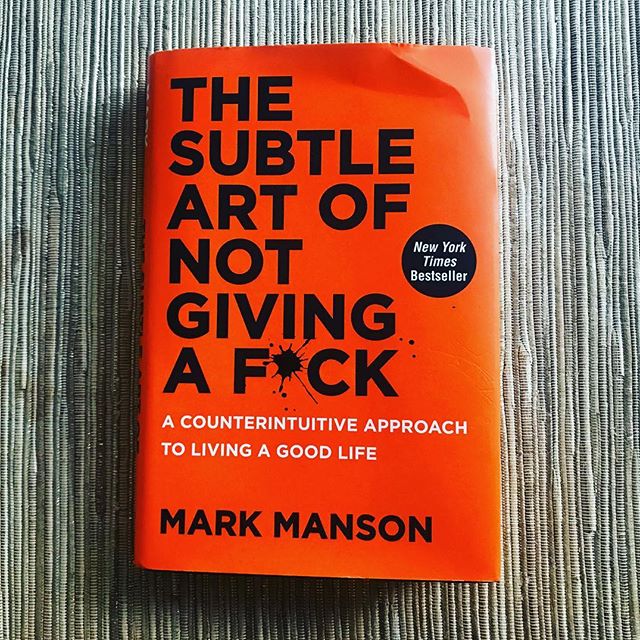 THE
SUBTLE
ART OF
NOT
GIVING
A F*CK
New York
Times
Bestseller
A COUNTERINTUITIVE APPROACH
TO LIVING A GOOD LIFE
MARK MANSON